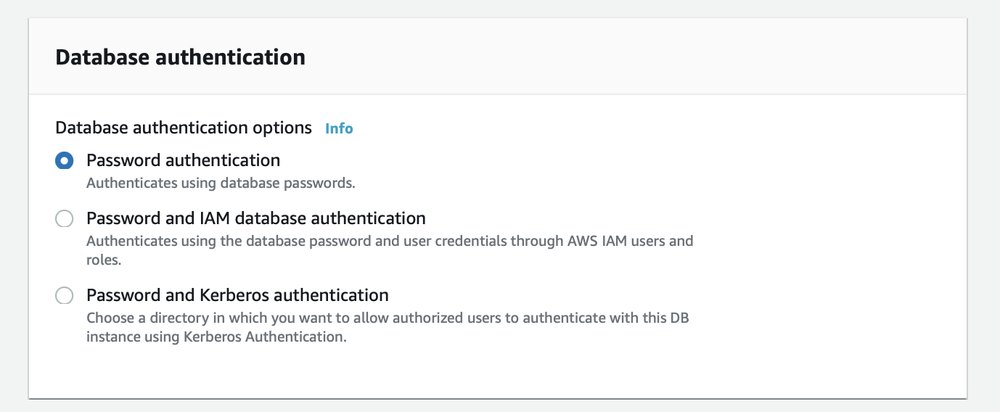 Database authentication
Database authentication options Info
Password authentication
Authenticates using database passwords.
Password and IAM database authentication
Authenticates using the database password and user credentials through AWS IAM users and
roles.
Password and Kerberos authentication
Choose a directory in which you want to allow authorized users to authenticate with this DB
instance using Kerberos Authentication.